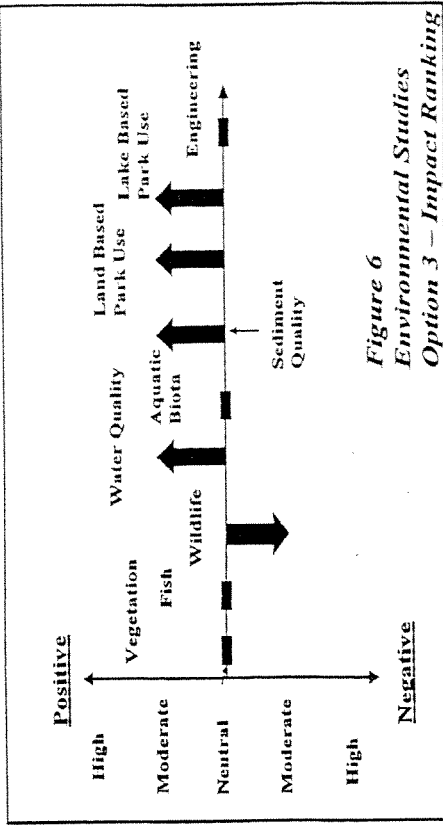 Positive
High
Moderate
Neutral
Moderate
High
Negative
Vegetation
Fish
Wildlife
Water Quality
Aquatic
Biota
Sediment
Quality
Land Based
Park Use
Lake Based
Park Use
Engineering
Figure 6
Environmental Studies
Option 3 – Impact Ranking